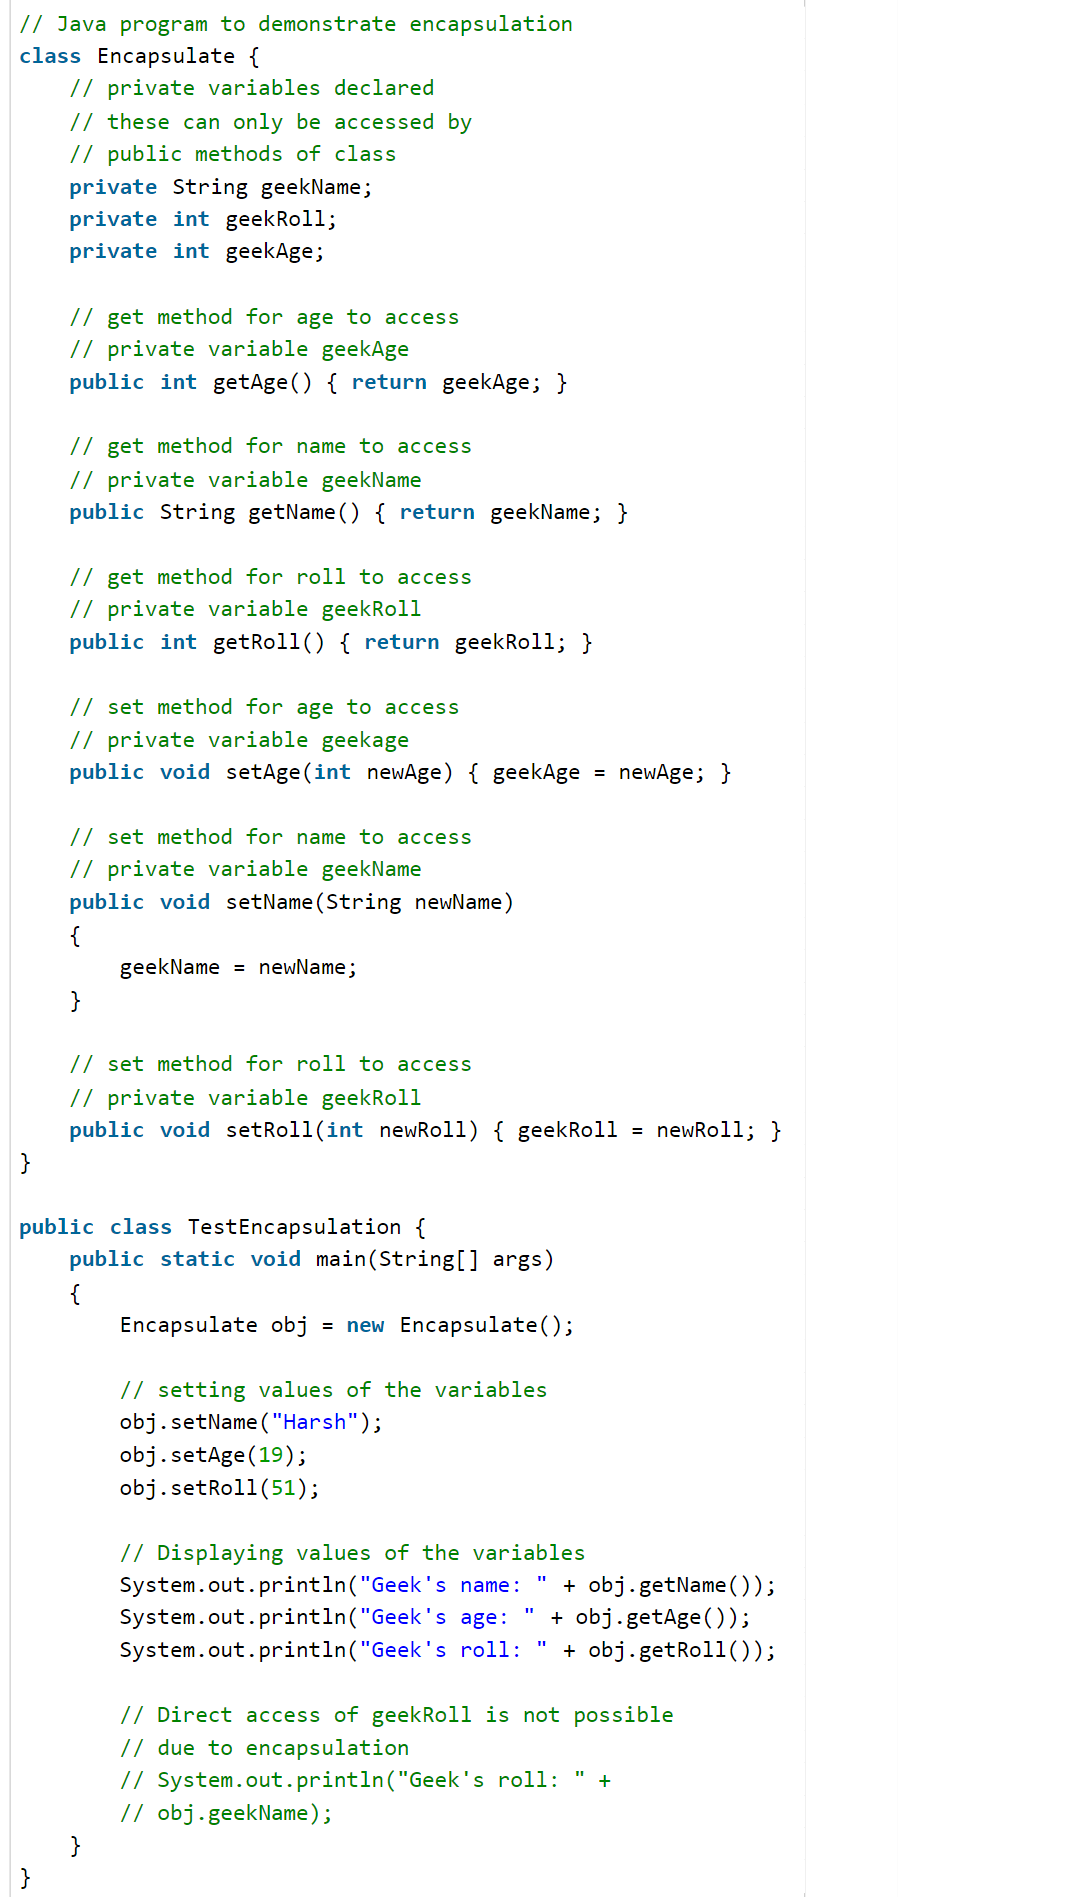 // Java program to demonstrate encapsulation
class Encapsulate {
    // private variables declared
    // these can only be accessed by
    // public methods of class
    private String geekName;
    private int geekRoll;
    private int geekAge;

    // get method for age to access
    // private variable geekAge
    public int getAge() { return geekAge; }

    // get method for name to access
    // private variable geekName
    public String getName() { return geekName; }

    // get method for roll to access
    // private variable geekRoll
    public int getRoll() { return geekRoll; }

    // set method for age to access
    // private variable geekage
    public void setAge(int newAge) { geekAge = newAge; }

    // set method for name to access
    // private variable geekName
    public void setName(String newName)
    {
        geekName = newName;
    }

    // set method for roll to access
    // private variable geekRoll
    public void setRoll(int newRoll) { geekRoll = newRoll; }
}

public class TestEncapsulation {
    public static void main(String[] args)
    {
        Encapsulate obj = new Encapsulate();

        // setting values of the variables
        obj.setName("Harsh");
        obj.setAge(19);
        obj.setRoll(51);

        // Displaying values of the variables
        System.out.println("Geek's name: " + obj.getName());
        System.out.println("Geek's age: " + obj.getAge());
        System.out.println("Geek's roll: " + obj.getRoll());

        // Direct access of geekRoll is not possible
        // due to encapsulation
        // System.out.println("Geek's roll: " +
        // obj.geekName);
    }
}